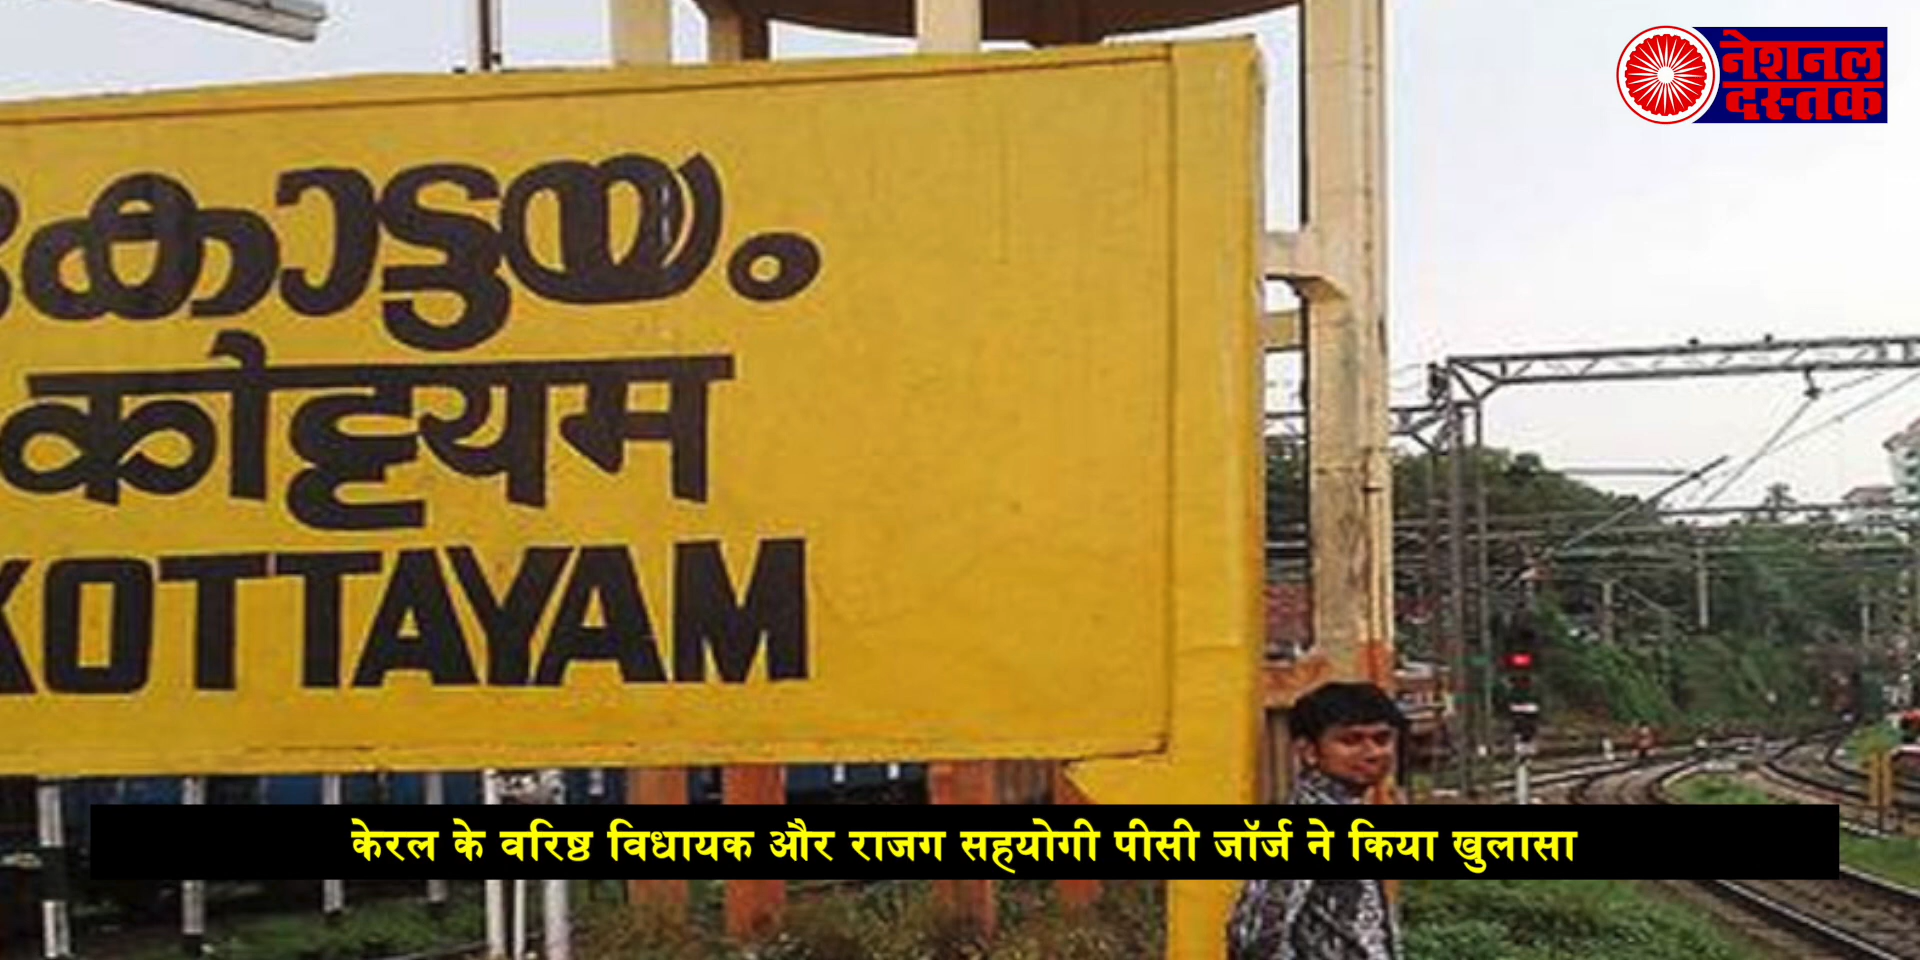 नेशनल
दस्तक
കോട്ടയം
कोट्टयम
KOTTAYAM
केरल के वरिष्ठ विधायक और राजग सहयोगी पीसी जॉर्ज ने किया खुलासा